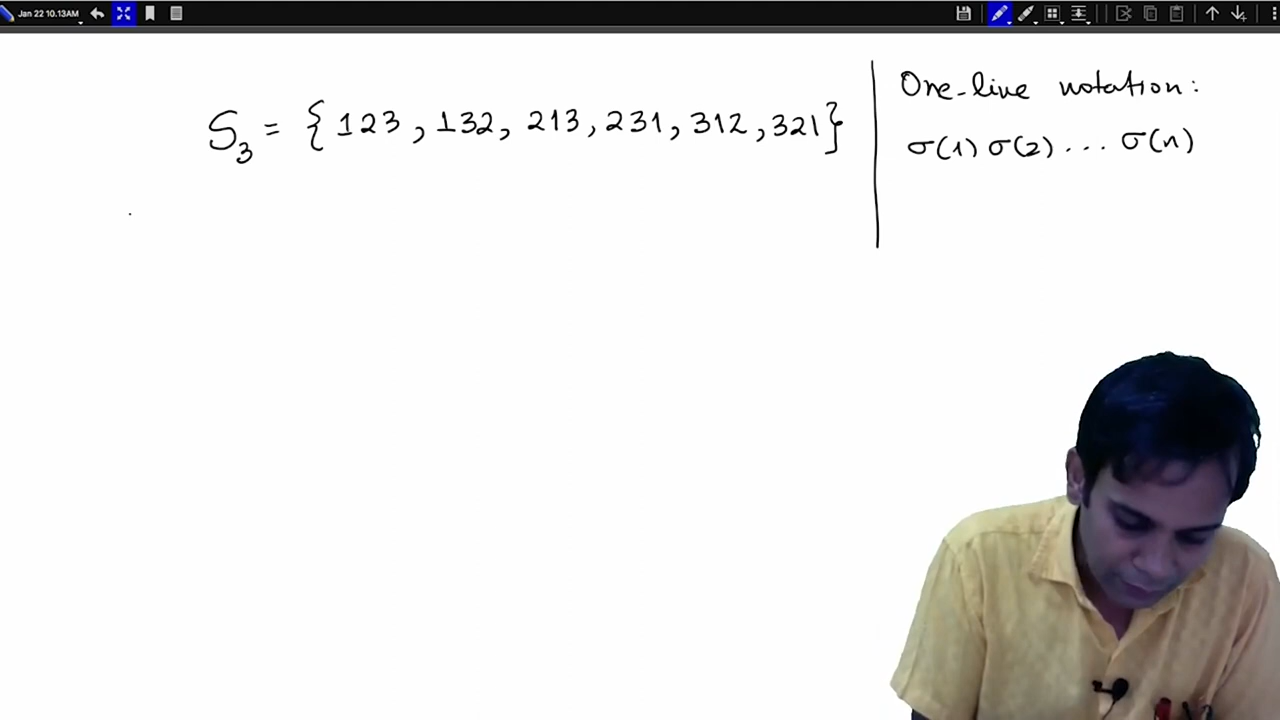 Jan 22 10.13AM
S₃ = { 123 , 132, 213, 231, 312, 321}
One-line notation:
σ(1) σ(2) ... σ(n)